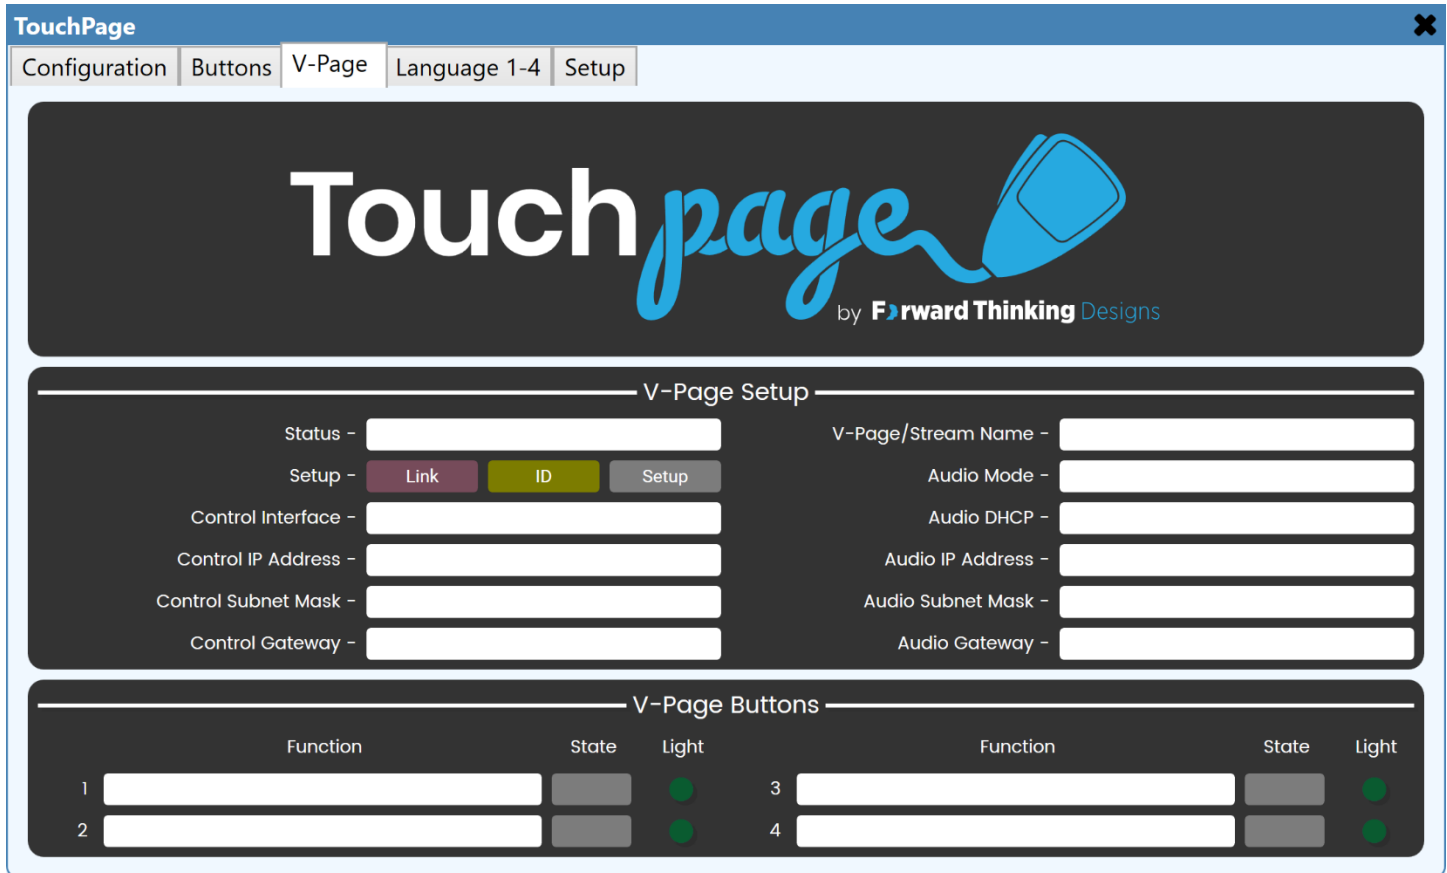 TouchPage
Configuration Buttons V-Page Language 1-4 Setup
Touchpage
by Forward Thinking Designs
V-Page Setup
Status -
Setup - Link ID Setup
Control Interface -
Control IP Address -
Control Subnet Mask -
Control Gateway -
V-Page/Stream Name -
Audio Mode -
Audio DHCP -
Audio IP Address -
Audio Subnet Mask -
Audio Gateway -
V-Page Buttons
Function State Light Function State Light
1 3
2 4